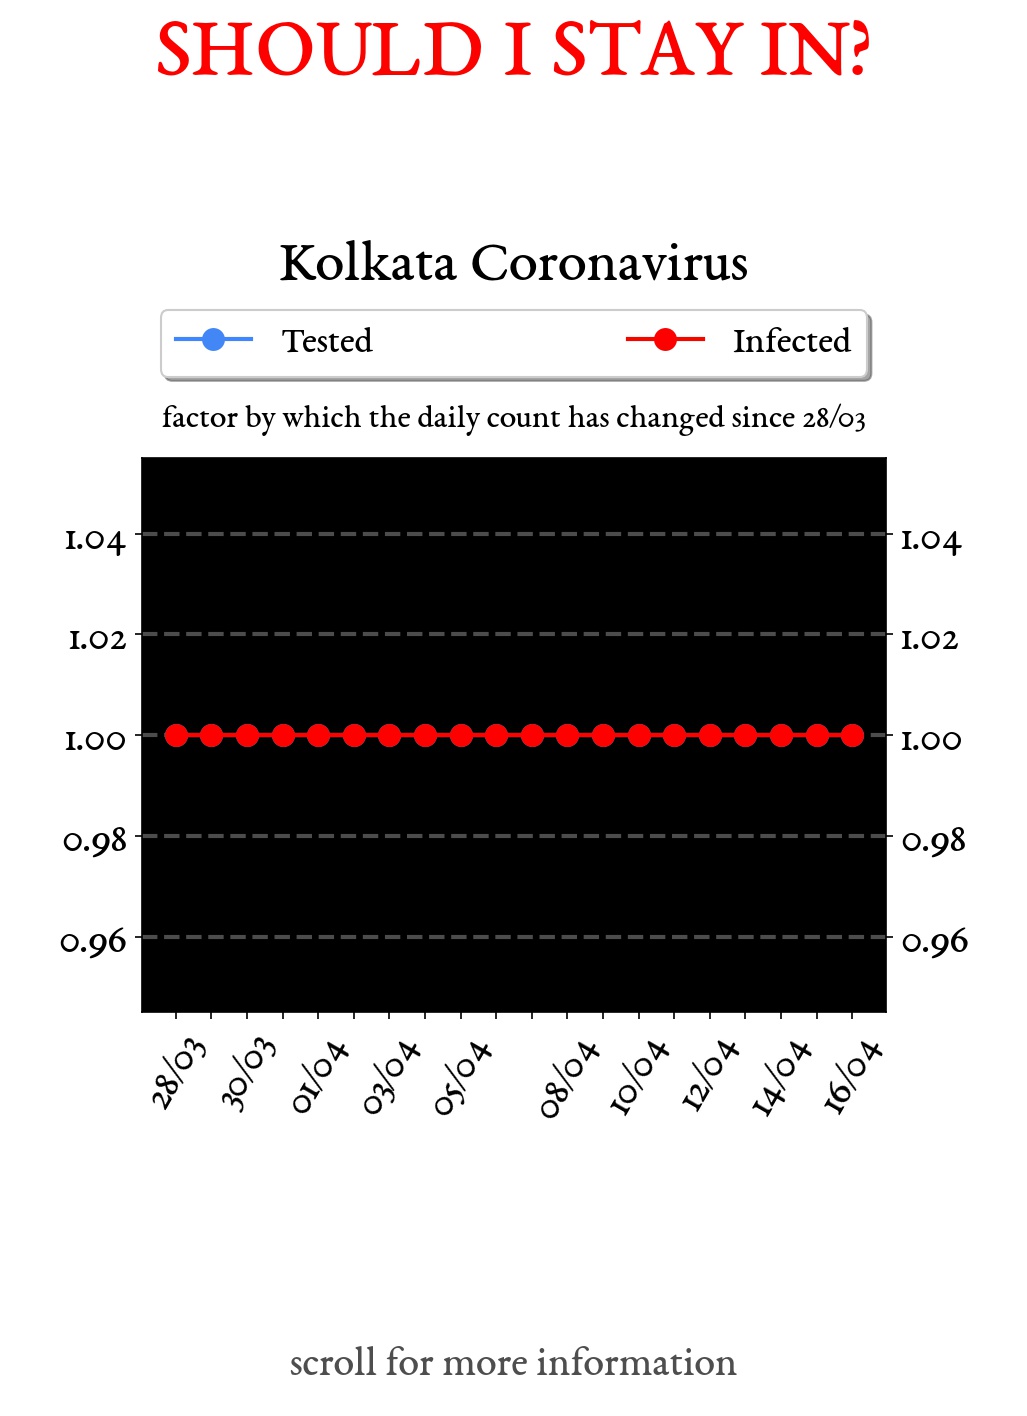 SHOULD I STAY IN?
Kolkata Coronavirus
Tested Infected
factor by which the daily count has changed since 28/03
1.04 1.04
1.02 1.02
1.00 1.00
0.98 0.98
0.96 0.96
28/03 30/03 01/04 03/04 05/04 08/04 10/04 12/04 14/04 16/04
scroll for more information